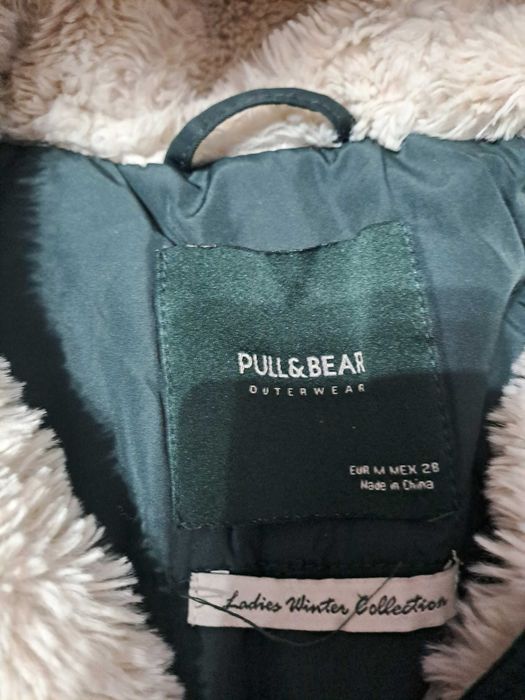 PULL&BEAR
OUTERWEAR
EUR M MEX 28
Made in China
Ladies Winter Collection